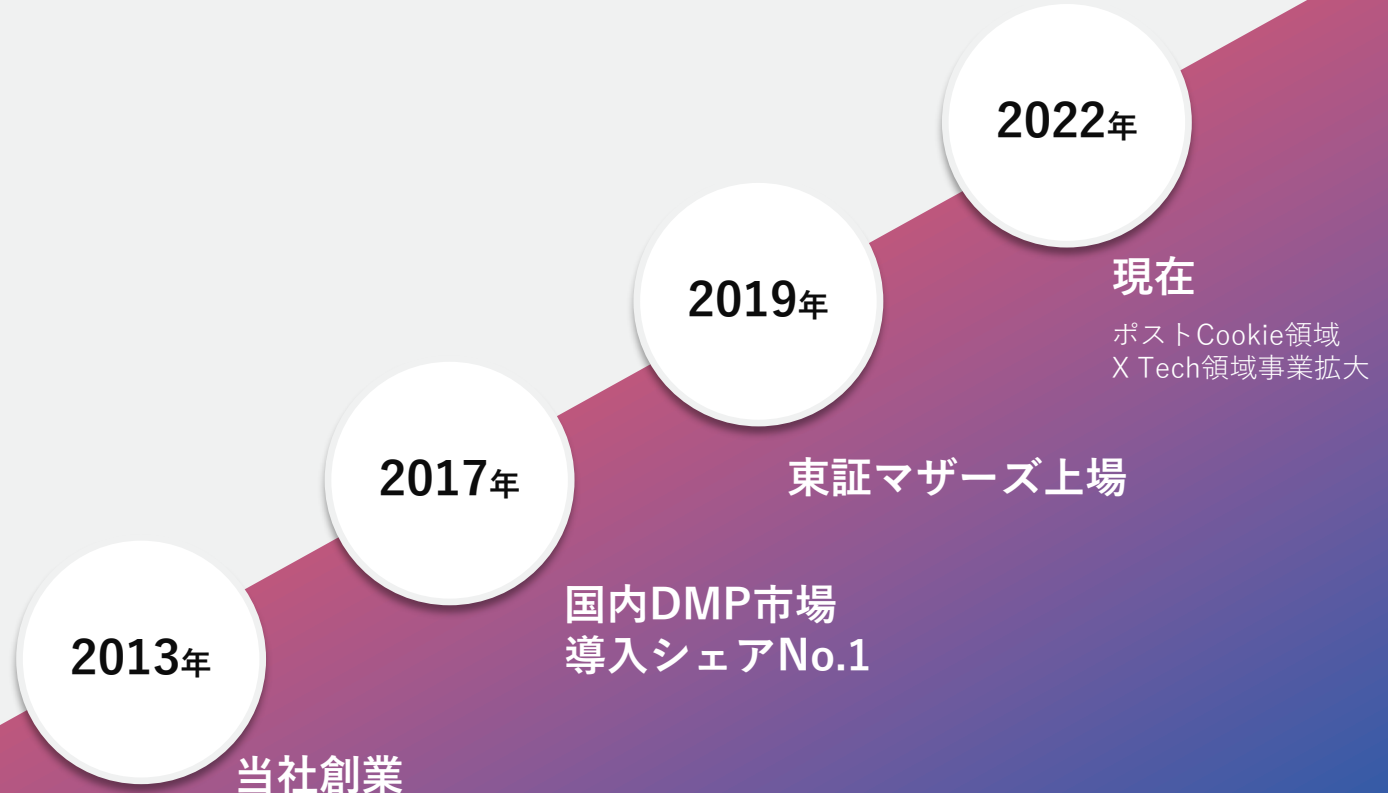 2013年
当社創業
2017年
国内DMP市場
導入シェアNo.1
2019年
東証マザーズ上場
2022年
現在
ポストCookie領域
X Tech領域事業拡大